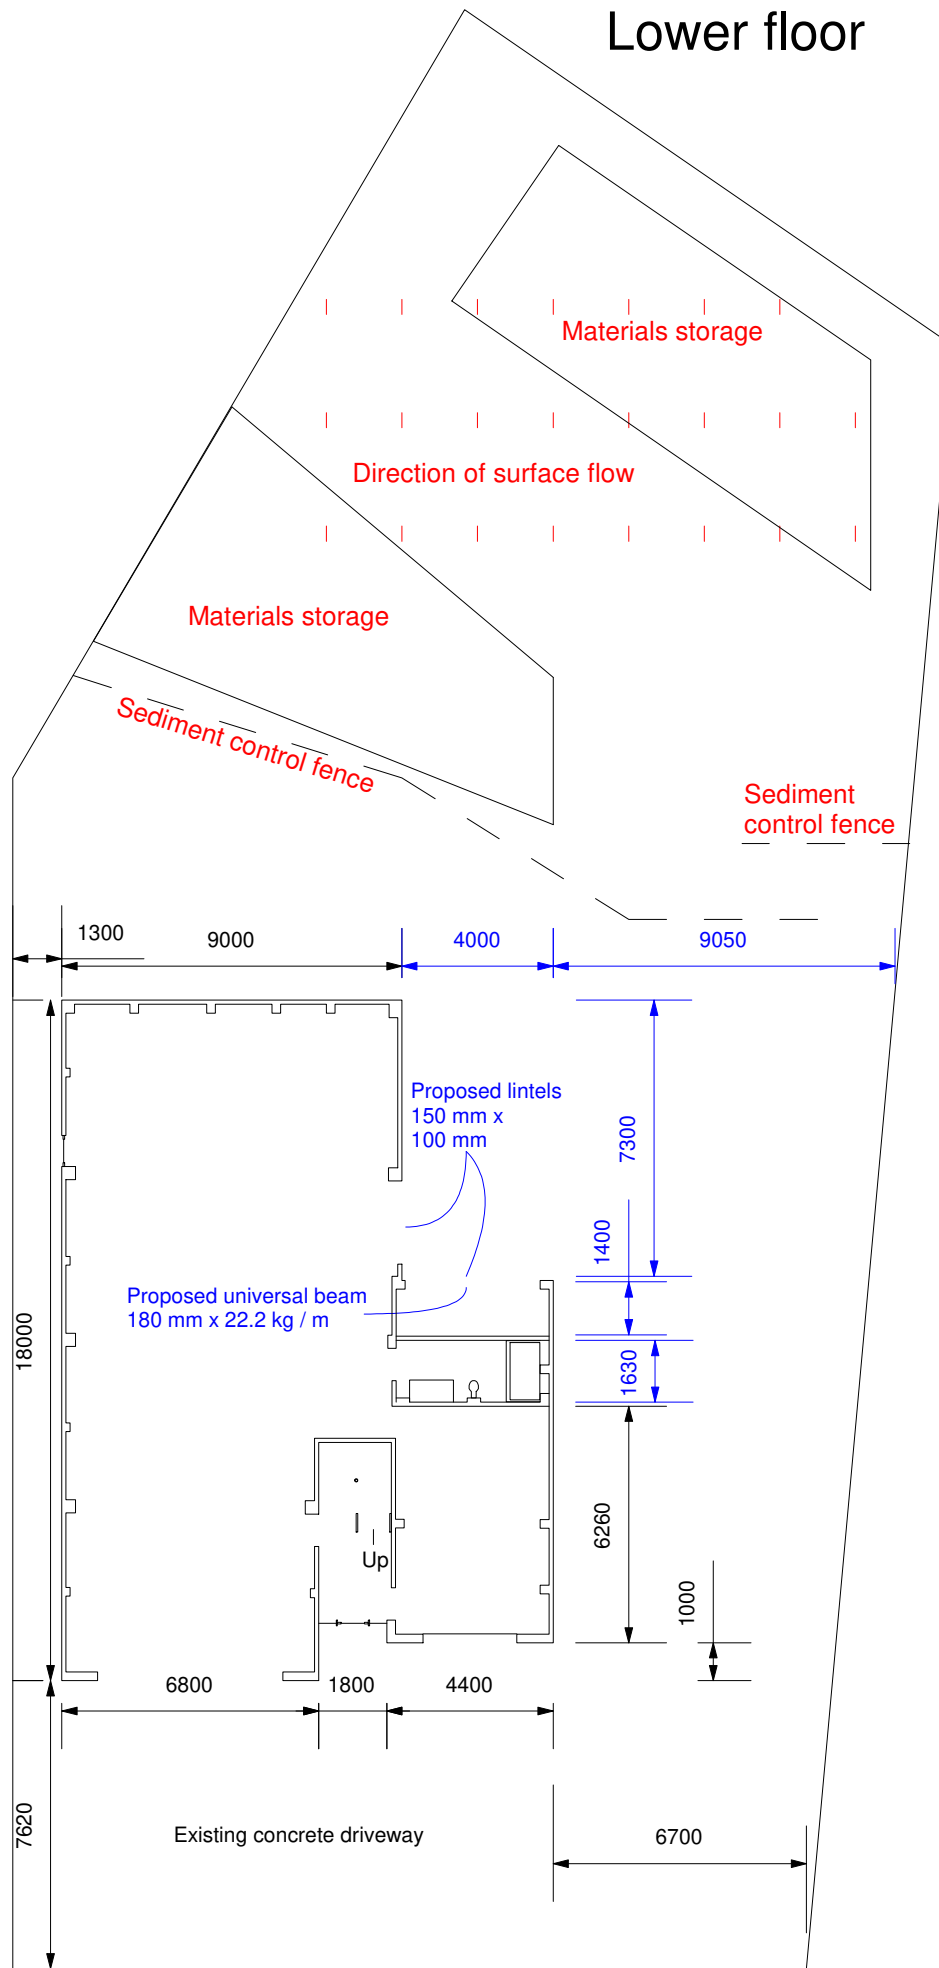 Lower floor
Materials storage
Direction of surface flow
Materials storage
Sediment control fence
Sediment
control fence
1300
9000
4000
9050
Proposed lintels
150 mm x
100 mm
7300
1400
Proposed universal beam
180 mm x 22.2 kg / m
18000
1630
6260
Up
1000
6800
1800
4400
7620
Existing concrete driveway
6700